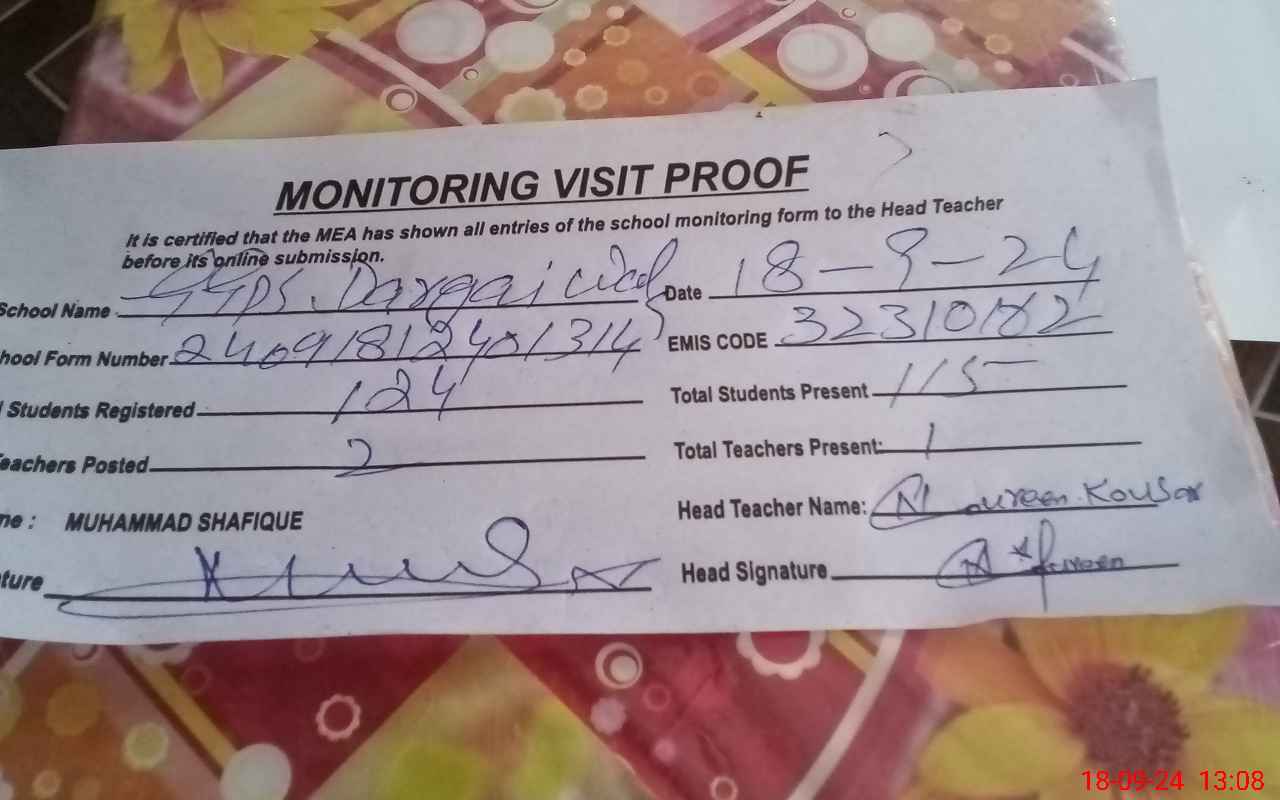 MONITORING VISIT PROOF
It is certified that the MEA has shown all entries of the school monitoring form to the Head Teacher
before its online submission.
School Name GGPS. Dargai Date 18-9-24
hool Form Number 24091812401314 EMIS CODE 32310182
l Students Registered 124 Total Students Present 115
eachers Posted 2 Total Teachers Present: 1
me : MUHAMMAD SHAFIQUE Head Teacher Name: Noureen Kousar
ture Head Signature
18-09-24 13:08